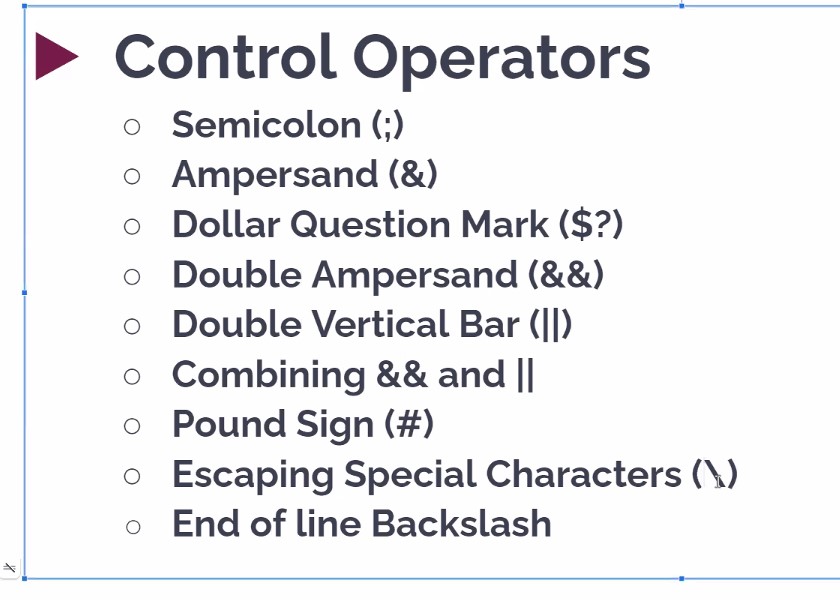 Control Operators
Semicolon (;)
Ampersand (&)
Dollar Question Mark ($?)
Double Ampersand (&&)
Double Vertical Bar (||)
Combining && and ||
Pound Sign (#)
Escaping Special Characters (\)
End of line Backslash